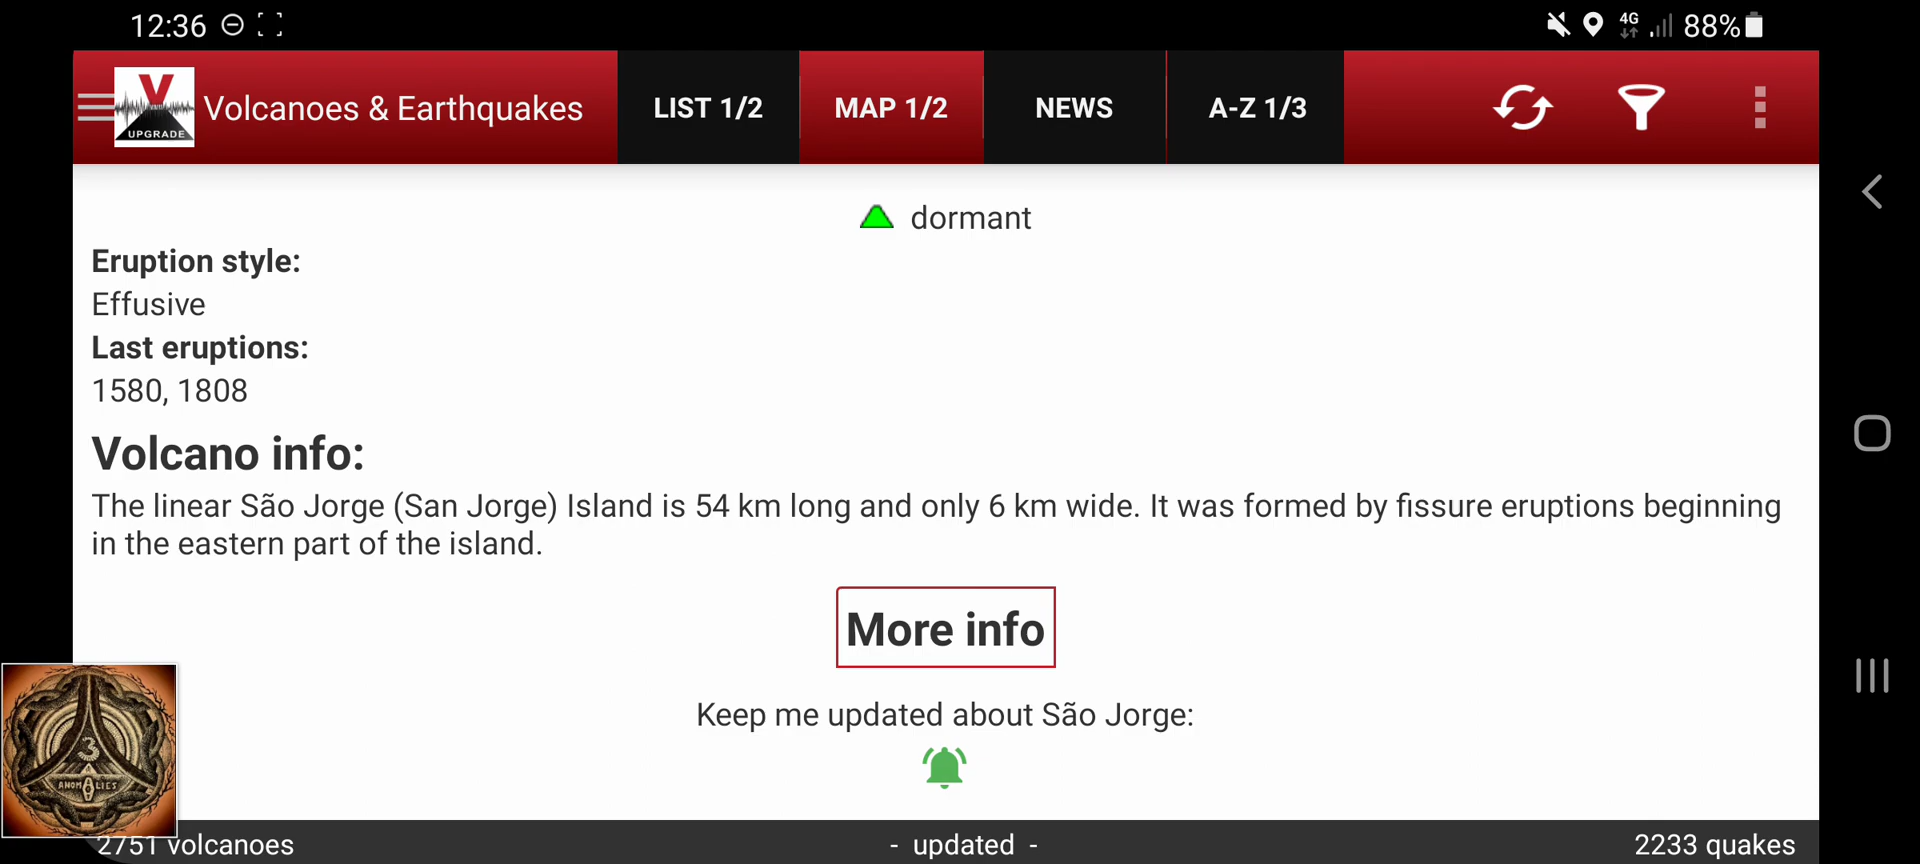 12:36 4G 88%
V
UPGRADE
Volcanoes & Earthquakes LIST 1/2 MAP 1/2 NEWS A-Z 1/3
dormant
Eruption style:
Effusive
Last eruptions:
1580, 1808
Volcano info:
The linear São Jorge (San Jorge) Island is 54 km long and only 6 km wide. It was formed by fissure eruptions beginning
in the eastern part of the island.
More info
Keep me updated about São Jorge:
3
ANOMALIES
2751 volcanoes - updated - 2233 quakes